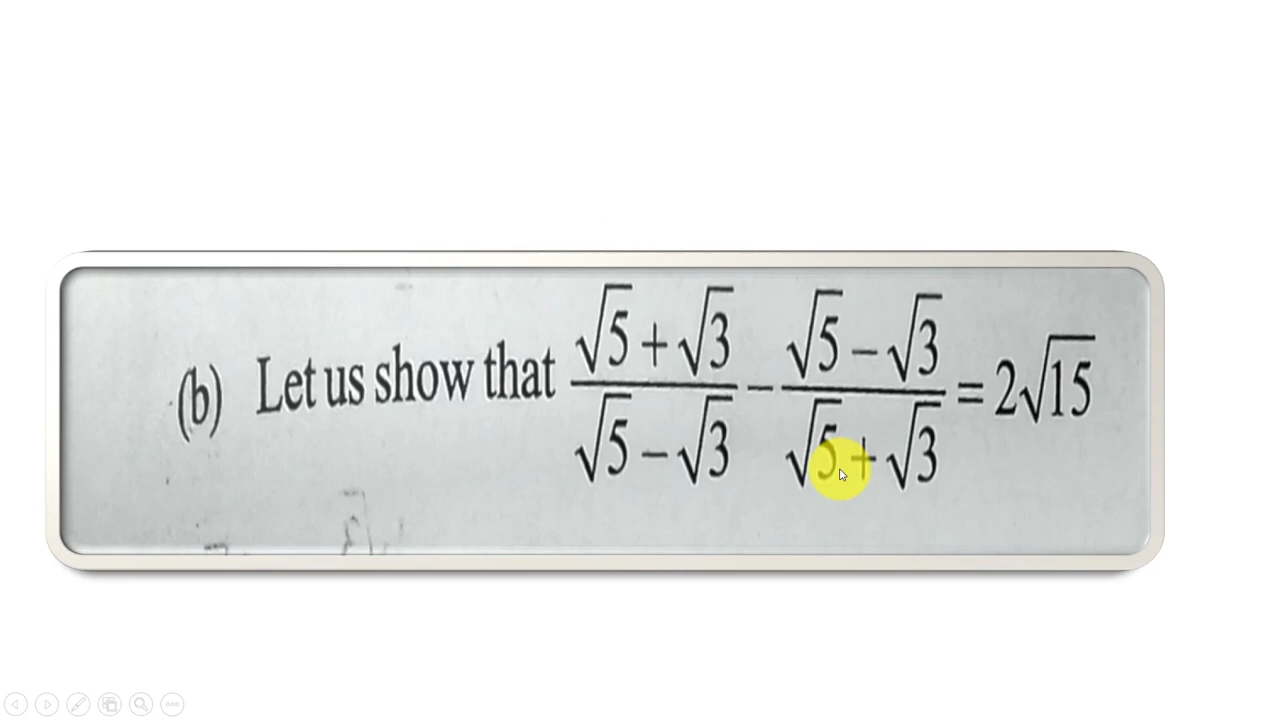 (b) Let us show that (√5 + √3)/(√5 − √3) − (√5 − √3)/(√5 + √3) = 2√15